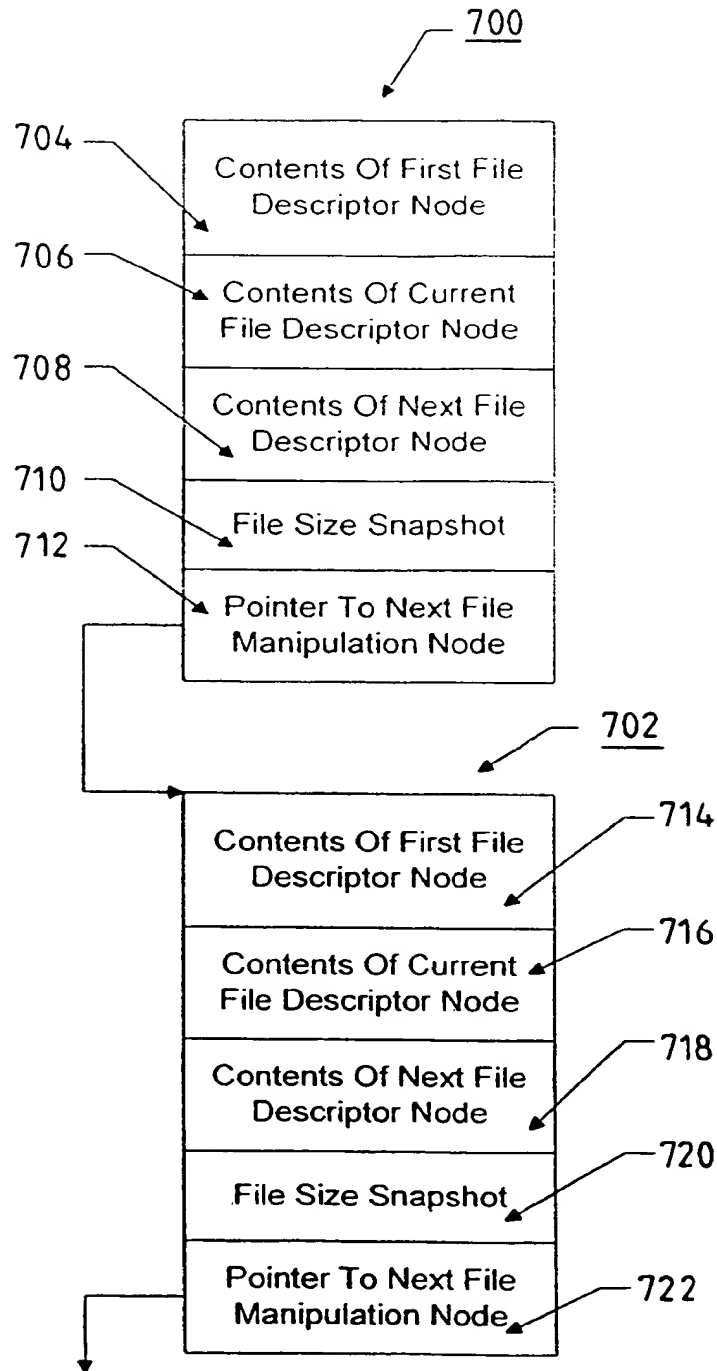 700
704
Contents Of First File
Descriptor Node
706
Contents Of Current
File Descriptor Node
708
Contents Of Next File
Descriptor Node
710
File Size Snapshot
712
Pointer To Next File
Manipulation Node
702
714
Contents Of First File
Descriptor Node
716
Contents Of Current
File Descriptor Node
718
Contents Of Next File
Descriptor Node
720
File Size Snapshot
Pointer To Next File
Manipulation Node
722